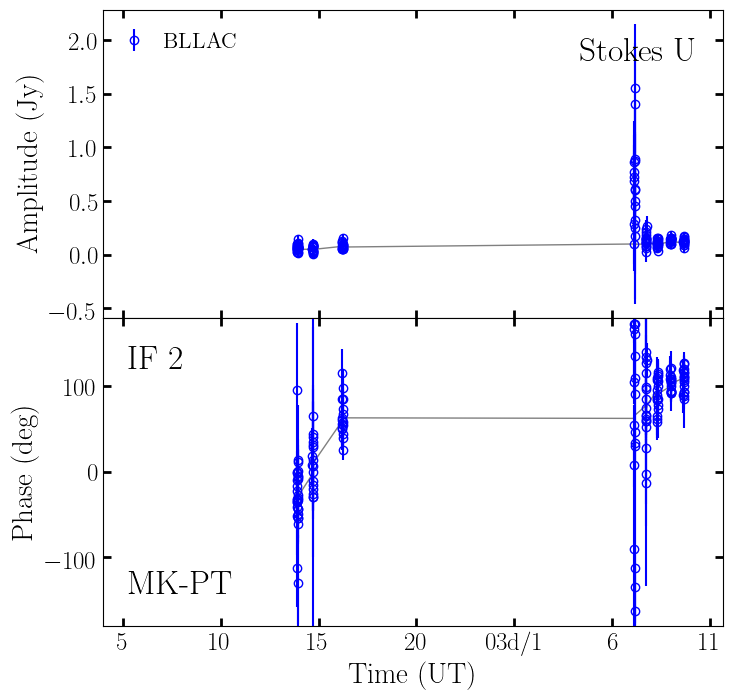 BLLAC
Stokes U
Amplitude (Jy)
2.0
1.5
1.0
0.5
0.0
−0.5
IF 2
Phase (deg)
100
0
−100
MK-PT
5 10 15 20 03d/1 6 11
Time (UT)